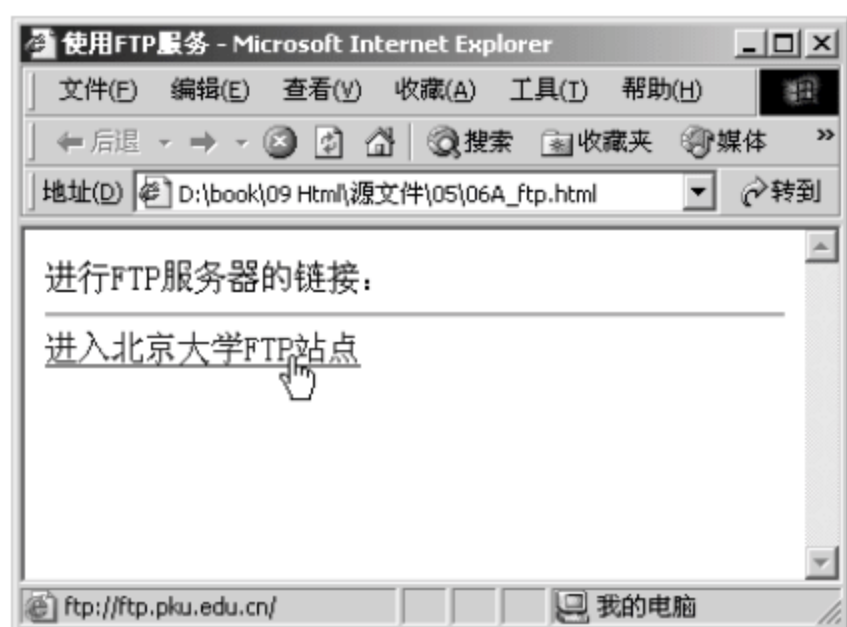 使用FTP服务 - Microsoft Internet Explorer
文件(F) 编辑(E) 查看(V) 收藏(A) 工具(T) 帮助(H)
后退 搜索 收藏夹 媒体 »
地址(D) D:\book\09 Html\源文件\05\06A_ftp.html 转到
进行FTP服务器的链接：
进入北京大学FTP站点
ftp://ftp.pku.edu.cn/ 我的电脑